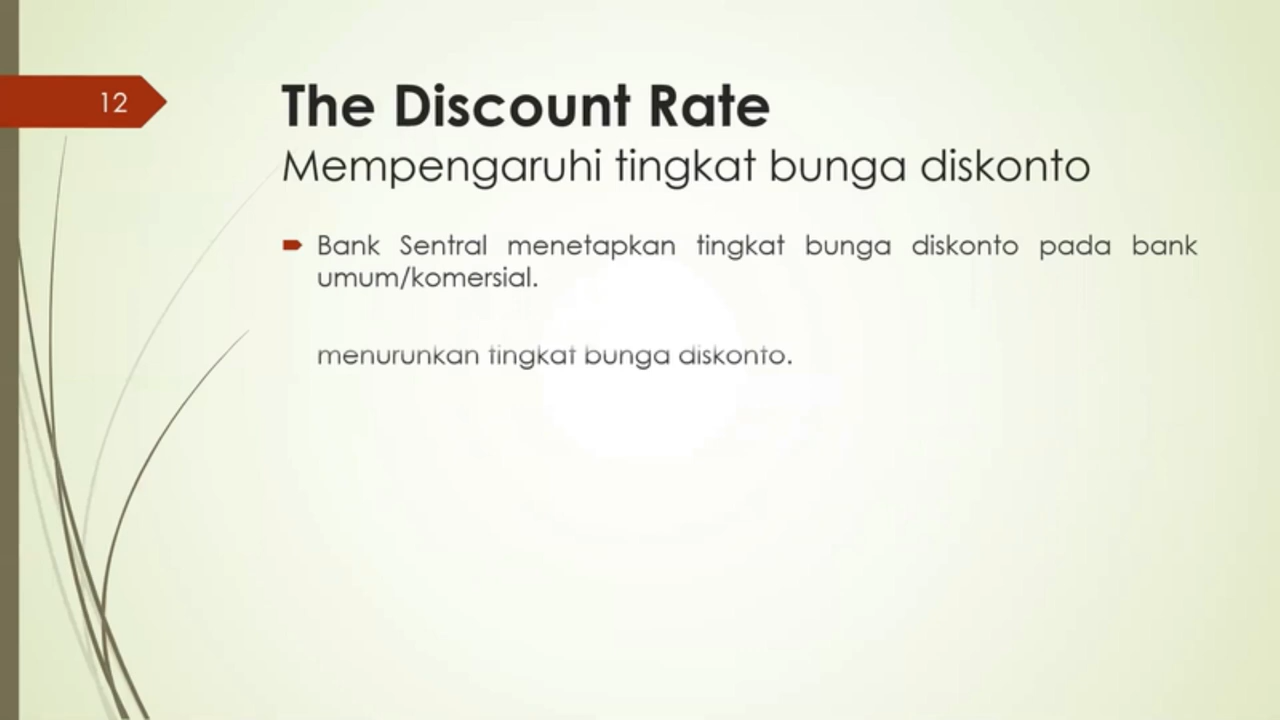 12
The Discount Rate
Mempengaruhi tingkat bunga diskonto
Bank Sentral menetapkan tingkat bunga diskonto pada bank
umum/komersial.
menurunkan tingkat bunga diskonto.